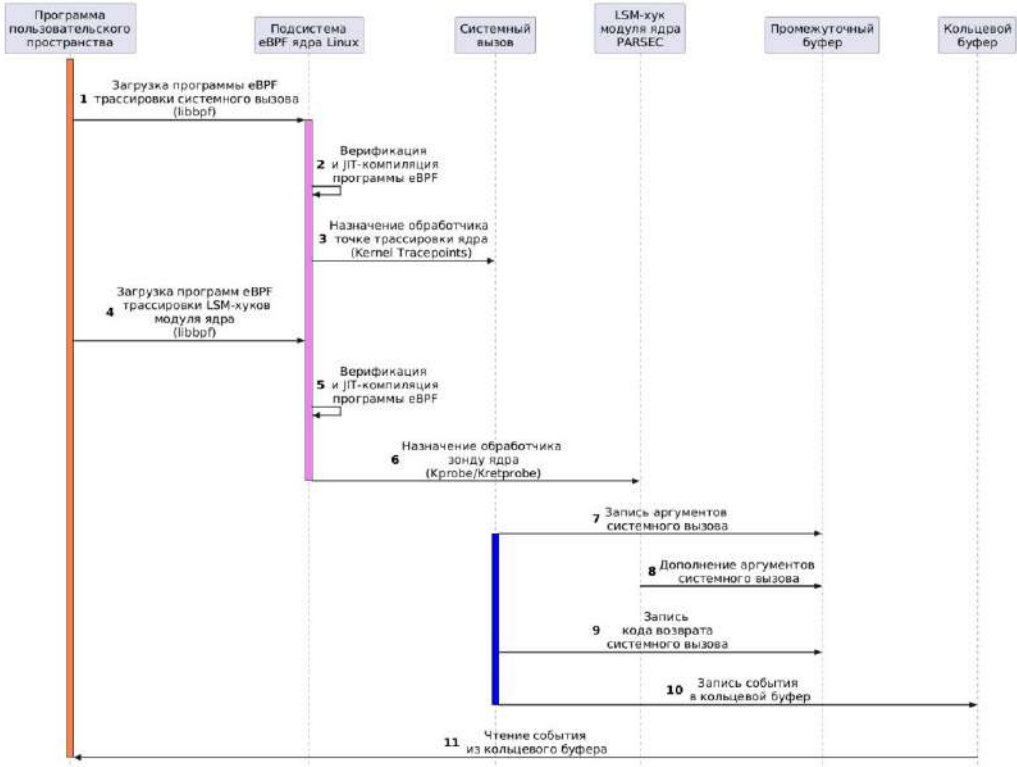 Программа
пользовательского
пространства
Подсистема
eBPF ядра Linux
Системный
вызов
LSM-хук
модуля ядра
PARSEC
Промежуточный
буфер
Кольцевой
буфер
Загрузка программы eBPF
1 трассировки системного вызова
(libbpf)
Верификация
2 и JIT-компиляция
программы eBPF
Назначение обработчика
3 точке трассировки ядра
(Kernel Tracepoints)
Загрузка программ eBPF
трассировки LSM-хуков
4 модуля ядра
(libbpf)
Верификация
5 и JIT-компиляция
программы eBPF
Назначение обработчика
6 зонду ядра
(Kprobe/Kretprobe)
7 Запись аргументов
системного вызова
8 Дополнение аргументов
системного вызова
Запись
9 кода возврата
системного вызова
10 Запись события
в кольцевой буфер
11 Чтение события
из кольцевого буфера